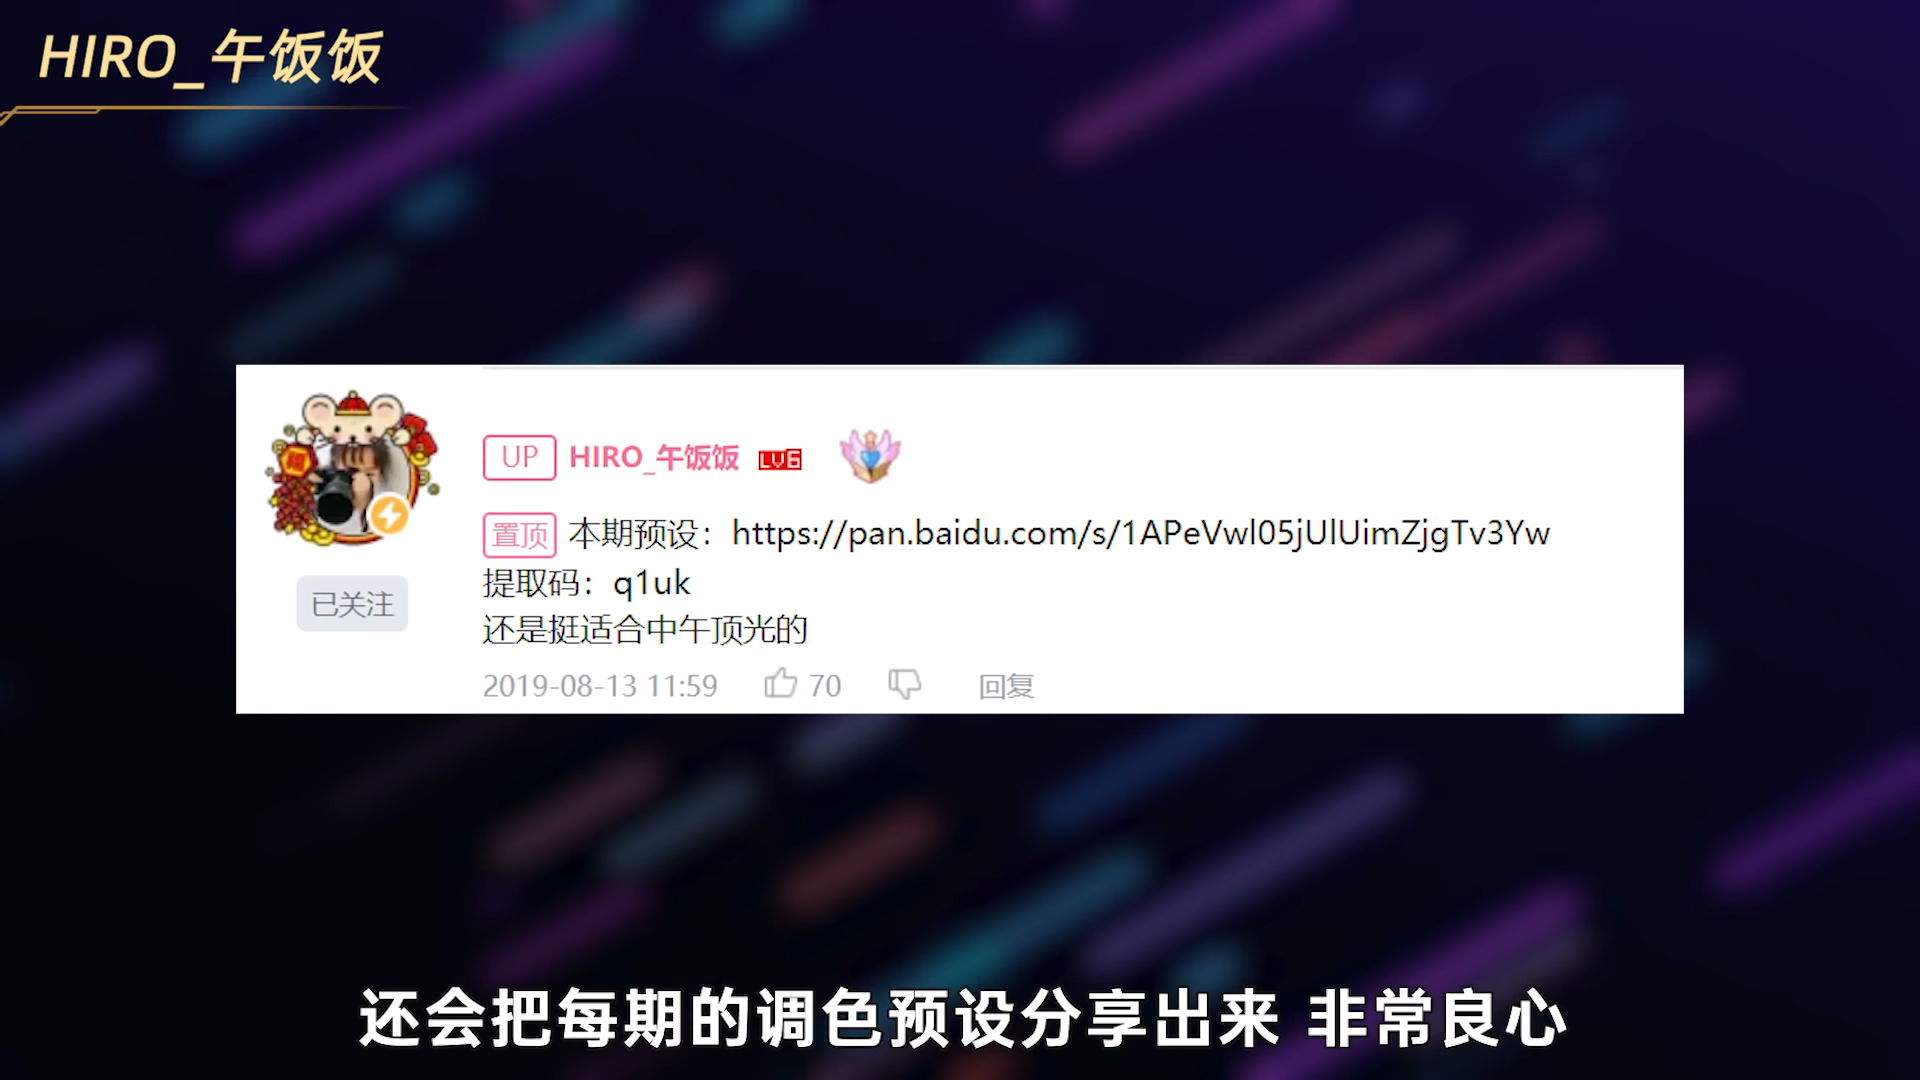 HIRO_午饭饭
UP HIRO_午饭饭 LV6
置顶 本期预设：https://pan.baidu.com/s/1APeVwl05jUlUimZjgTv3Yw
提取码：q1uk
还是挺适合中午顶光的
已关注
2019-08-13 11:59 70 回复
还会把每期的调色预设分享出来 非常良心